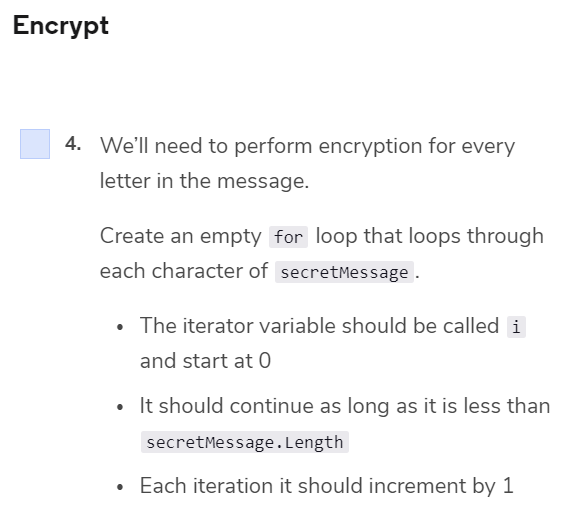 Encrypt
4. We'll need to perform encryption for every
letter in the message.
Create an empty for loop that loops through
each character of secretMessage.
• The iterator variable should be called i
and start at 0
• It should continue as long as it is less than
secretMessage.Length
• Each iteration it should increment by 1